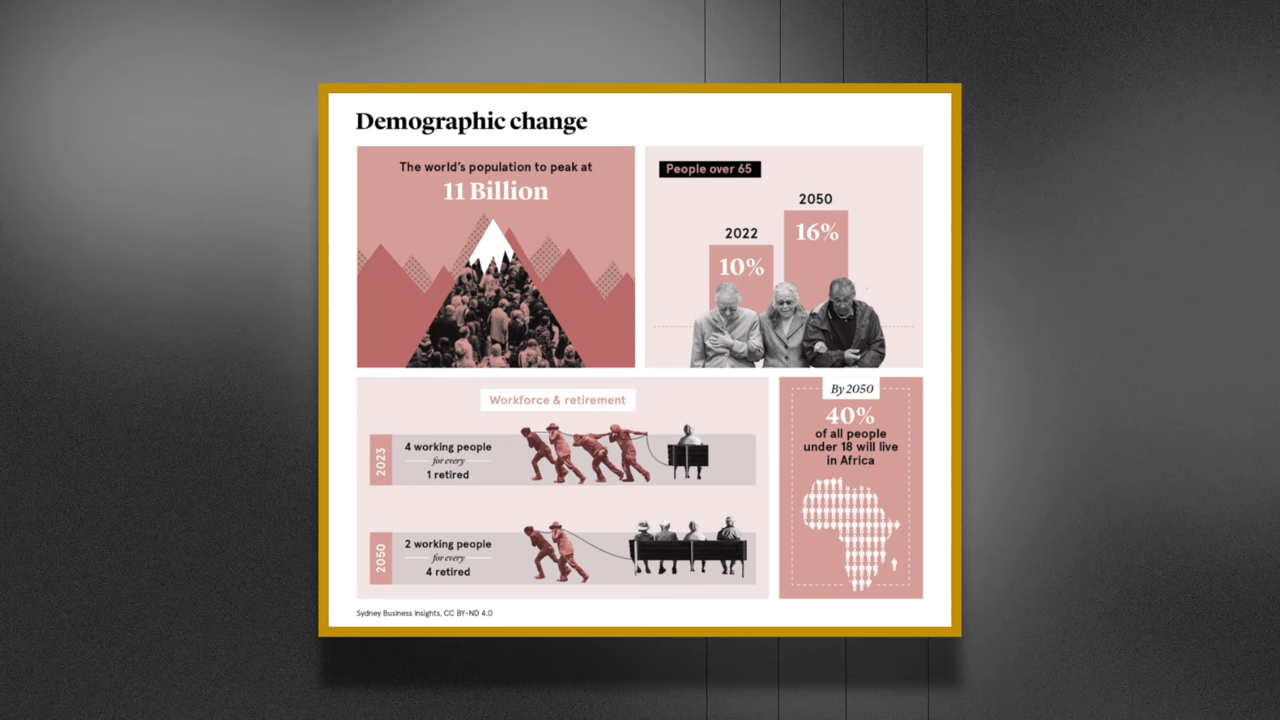 Demographic change
The world's population to peak at
11 Billion
People over 65
2050
16%
2022
10%
Workforce & retirement
2023
4 working people
for every
1 retired
2050
2 working people
for every
4 retired
By 2050
40%
of all people
under 18 will live
in Africa
Sydney Business Insights, CC BY-ND 4.0